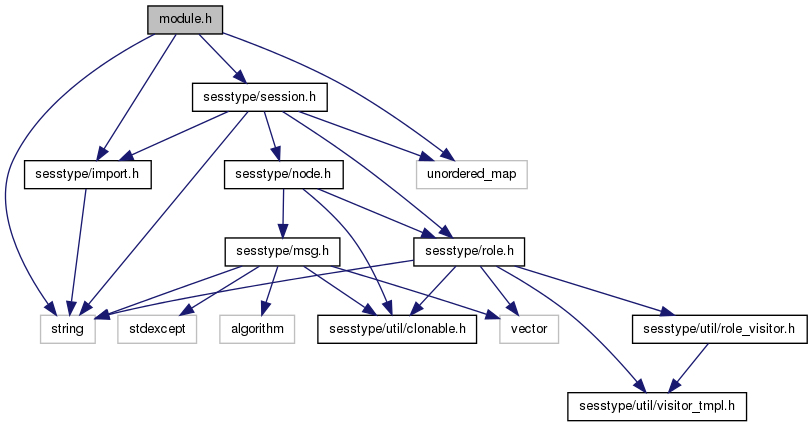 module.h
sesstype/session.h
sesstype/import.h
sesstype/node.h
unordered_map
sesstype/msg.h
sesstype/role.h
string
stdexcept
algorithm
sesstype/util/clonable.h
vector
sesstype/util/role_visitor.h
sesstype/util/visitor_tmpl.h